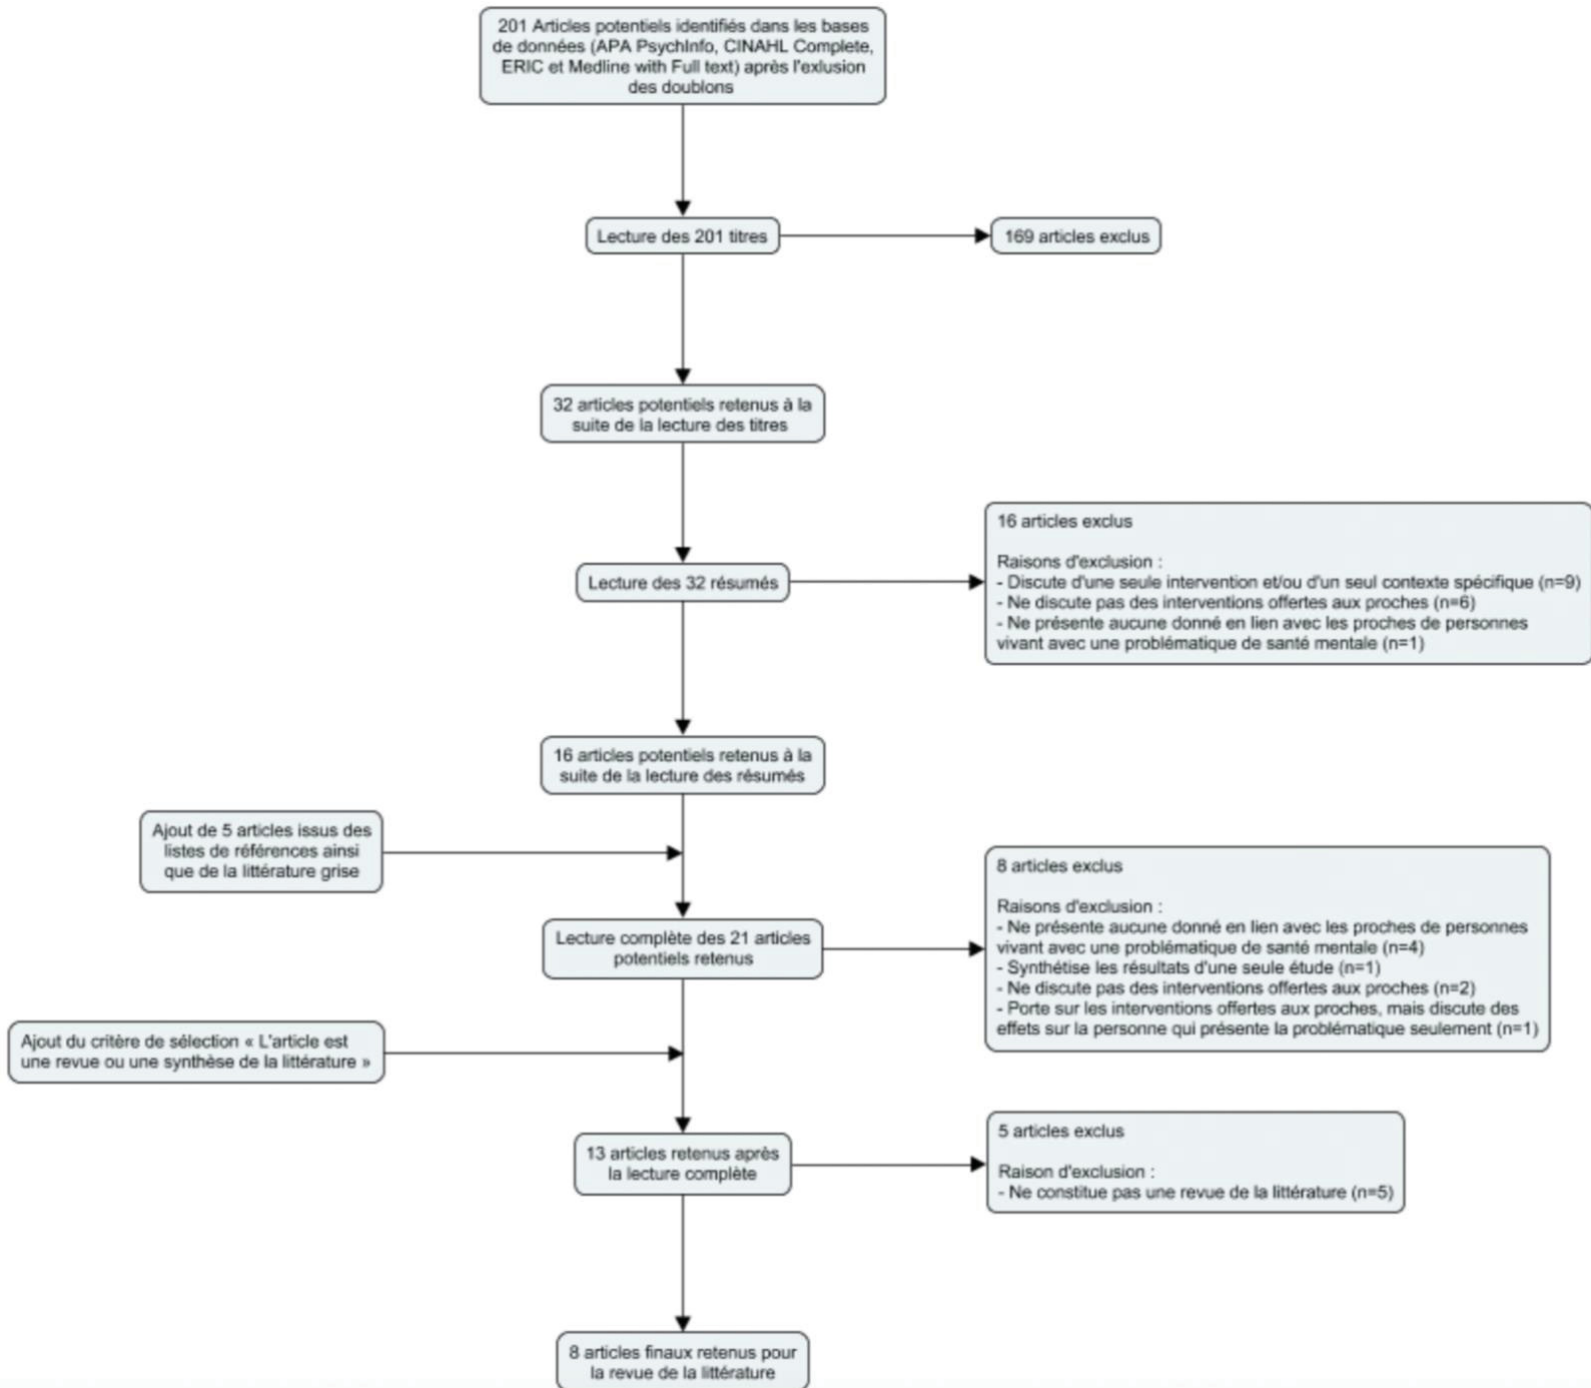 201 Articles potentiels identifiés dans les bases
de données (APA PsychInfo, CINAHL Complete,
ERIC et Medline with Full text) après l'exlusion
des doublons
Lecture des 201 titres
169 articles exclus
32 articles potentiels retenus à la
suite de la lecture des titres
16 articles exclus
Raisons d'exclusion :
- Discute d'une seule intervention et/ou d'un seul contexte spécifique (n=9)
- Ne discute pas des interventions offertes aux proches (n=6)
- Ne présente aucune donné en lien avec les proches de personnes
vivant avec une problématique de santé mentale (n=1)
Lecture des 32 résumés
16 articles potentiels retenus à la
suite de la lecture des résumés
Ajout de 5 articles issus des
listes de références ainsi
que de la littérature grise
8 articles exclus
Raisons d'exclusion :
- Ne présente aucune donné en lien avec les proches de personnes
vivant avec une problématique de santé mentale (n=4)
- Synthétise les résultats d'une seule étude (n=1)
- Ne discute pas des interventions offertes aux proches (n=2)
- Porte sur les interventions offertes aux proches, mais discute des
effets sur la personne qui présente la problématique seulement (n=1)
Lecture complète des 21 articles
potentiels retenus
Ajout du critère de sélection « L'article est
une revue ou une synthèse de la littérature »
13 articles retenus après
la lecture complète
5 articles exclus
Raison d'exclusion :
- Ne constitue pas une revue de la littérature (n=5)
8 articles finaux retenus pour
la revue de la littérature